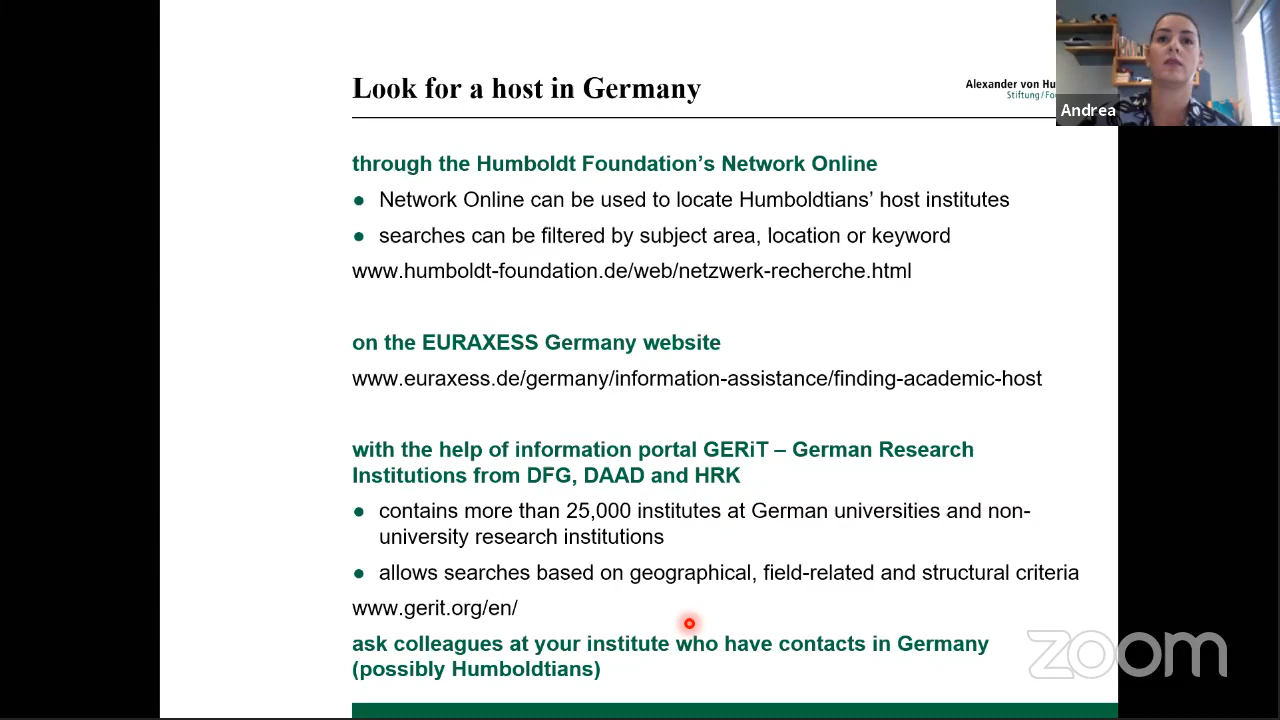 Look for a host in Germany
Alexander von Hu
Stiftung/Fo
Andrea
through the Humboldt Foundation’s Network Online
● Network Online can be used to locate Humboldtians’ host institutes
● searches can be filtered by subject area, location or keyword
www.humboldt-foundation.de/web/netzwerk-recherche.html
on the EURAXESS Germany website
www.euraxess.de/germany/information-assistance/finding-academic-host
with the help of information portal GERiT – German Research
Institutions from DFG, DAAD and HRK
● contains more than 25,000 institutes at German universities and non-
university research institutions
● allows searches based on geographical, field-related and structural criteria
www.gerit.org/en/
ask colleagues at your institute who have contacts in Germany
(possibly Humboldtians)
zoom